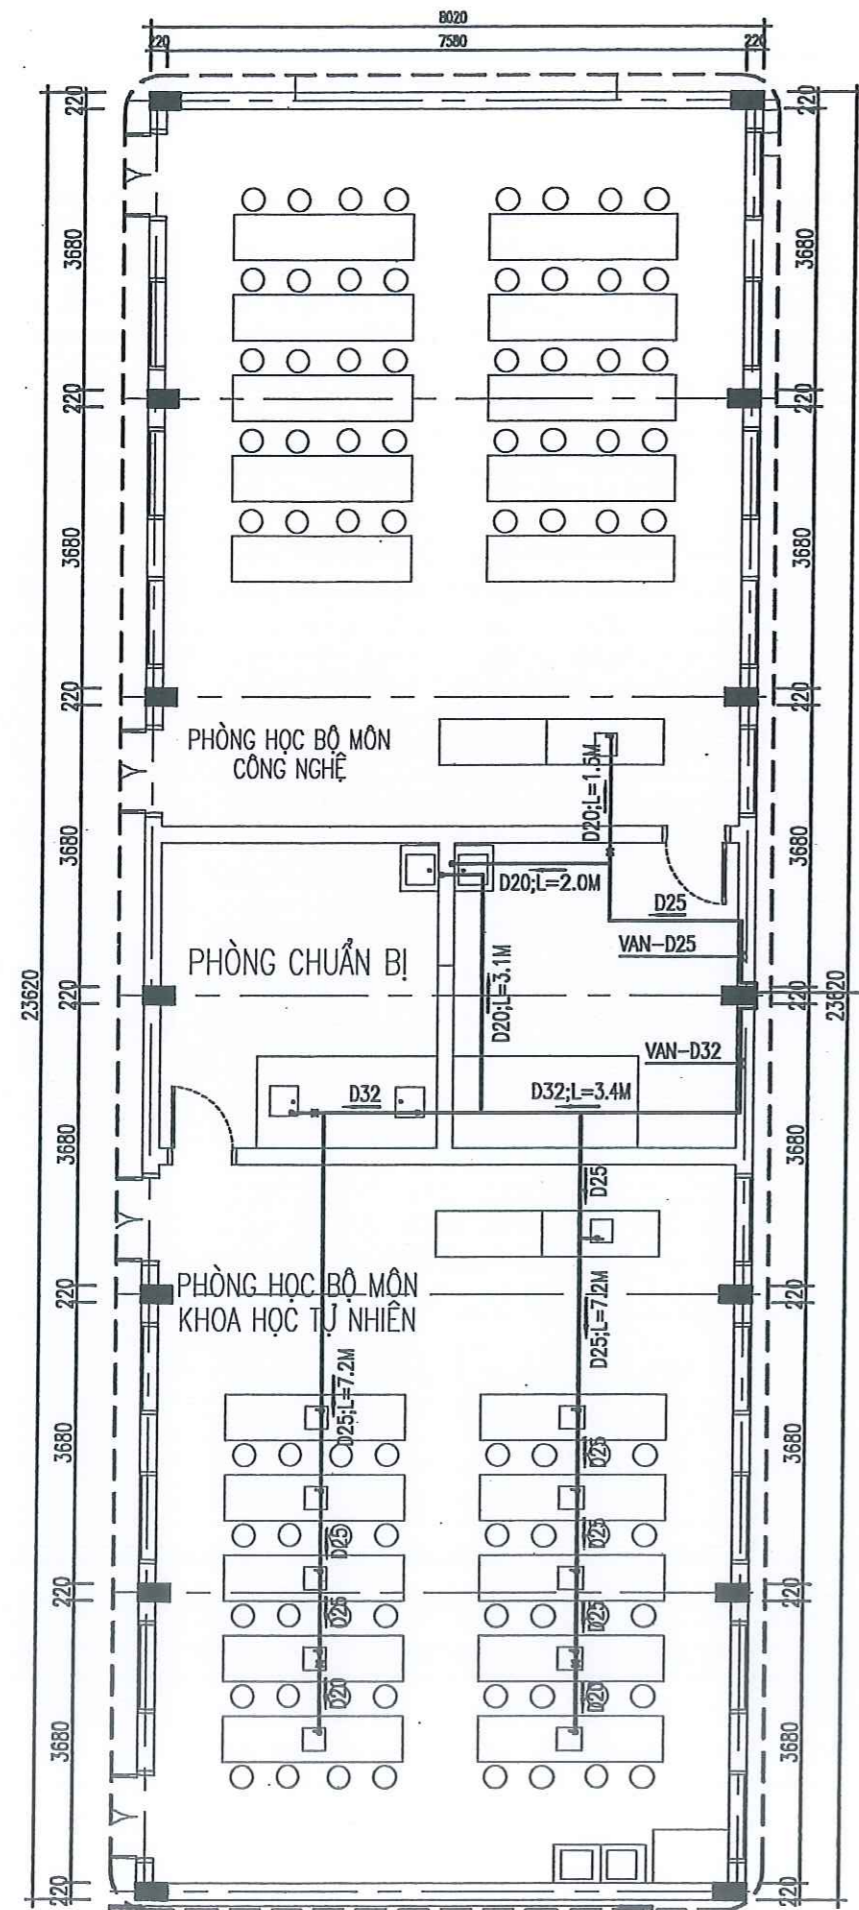 8020
220
7580
220
220
220
3680
3680
220
220
3680
3680
220
220
PHÒNG HỌC BỘ MÔN
CÔNG NGHỆ
D20;L=1.5M
3680
3680
D20;L=2.0M
D25
VAN-D25
PHÒNG CHUẨN BỊ
D20;L=3.1M
23620
220
220
23620
VAN-D32
D32
D32;L=3.4M
3680
3680
D25
PHÒNG HỌC BỘ MÔN
KHOA HỌC TỰ NHIÊN
220
220
D25;L=7.2M
D25;L=7.2M
3680
3680
D25
D25
D25
220
220
D25
D25
D20
D20
3680
3680
220
220